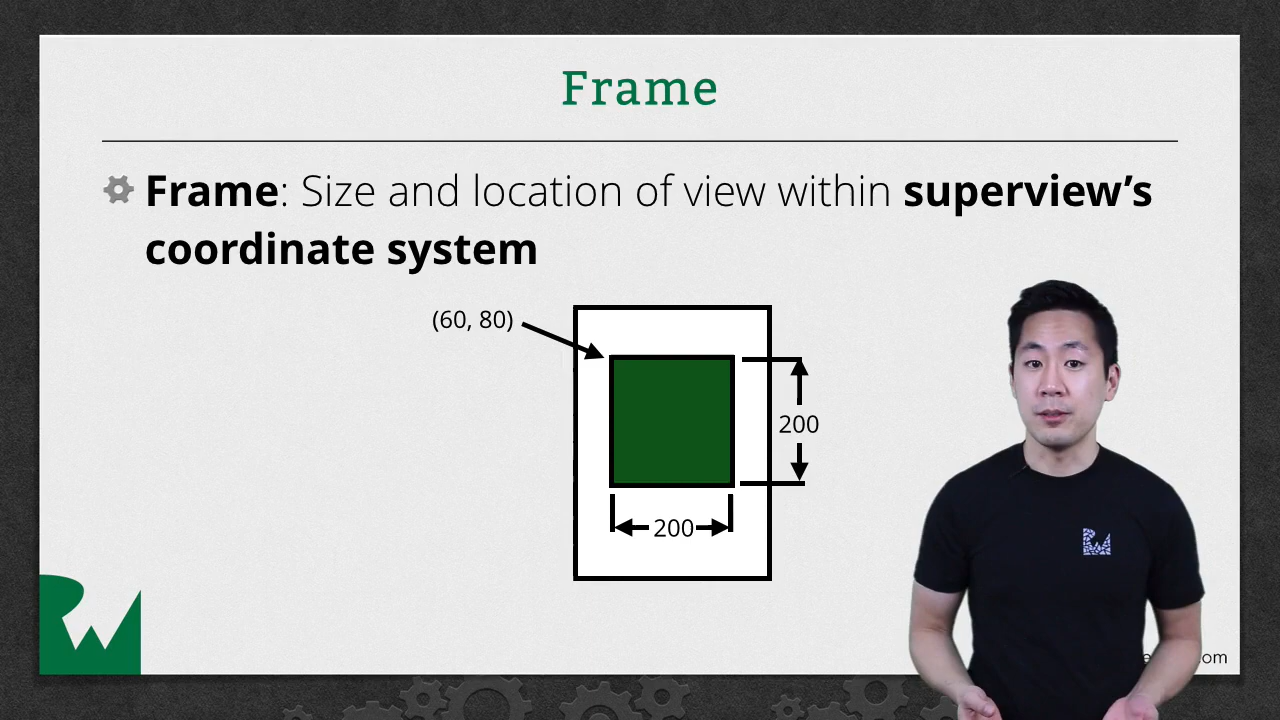 Frame
Frame: Size and location of view within superview’s
coordinate system
(60, 80)
200
200